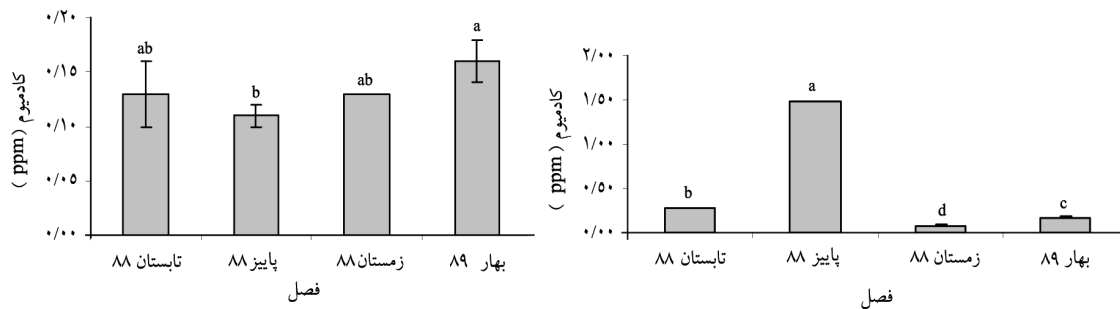 ۰/۲۰
۰/۱۵
۰/۱۰
۰/۰۵
۰/۰۰
کادمیوم (ppm)
ab
b
ab
a
تابستان ۸۸
پاییز ۸۸
زمستان ۸۸
بهار ۸۹
فصل
۲/۰۰
۱/۵۰
۱/۰۰
۰/۵۰
۰/۰۰
کادمیوم (ppm)
b
a
d
c
تابستان ۸۸
پاییز ۸۸
زمستان ۸۸
بهار ۸۹
فصل